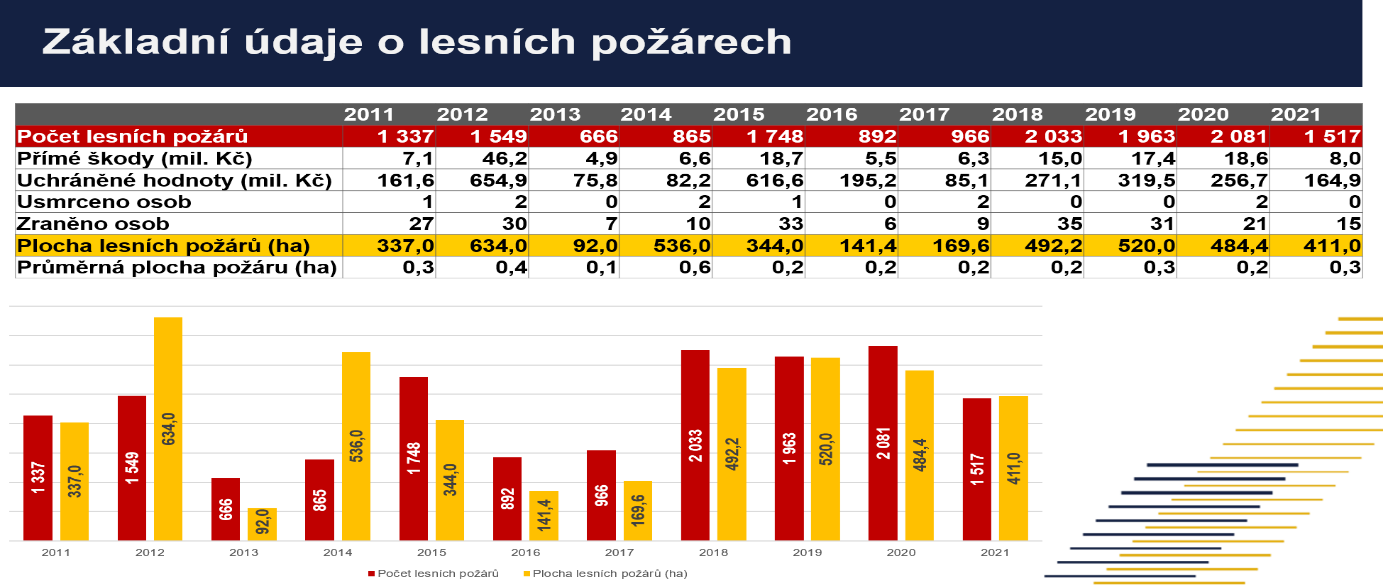 Základní údaje o lesních požárech
2011 2012 2013 2014 2015 2016 2017 2018 2019 2020 2021
Počet lesních požárů 1 337 1 549 666 865 1 748 892 966 2 033 1 963 2 081 1 517
Přímé škody (mil. Kč) 7,1 46,2 4,9 6,6 18,7 5,5 6,3 15,0 17,4 18,6 8,0
Uchráněné hodnoty (mil. Kč) 161,6 654,9 75,8 82,2 616,6 195,2 85,1 271,1 319,5 256,7 164,9
Usmrceno osob 1 2 0 2 1 0 2 0 0 2 0
Zraněno osob 27 30 7 10 33 6 9 35 31 21 15
Plocha lesních požárů (ha) 337,0 634,0 92,0 536,0 344,0 141,4 169,6 492,2 520,0 484,4 411,0
Průměrná plocha požáru (ha) 0,3 0,4 0,1 0,6 0,2 0,2 0,2 0,2 0,3 0,2 0,3
1 337 337,0 1 549 634,0 666 92,0 865 536,0 1 748 344,0 892 141,4 966 169,6 2 033 492,2 1 963 520,0 2 081 484,4 1 517 411,0
2011 2012 2013 2014 2015 2016 2017 2018 2019 2020 2021
Počet lesních požárů Plocha lesních požárů (ha)